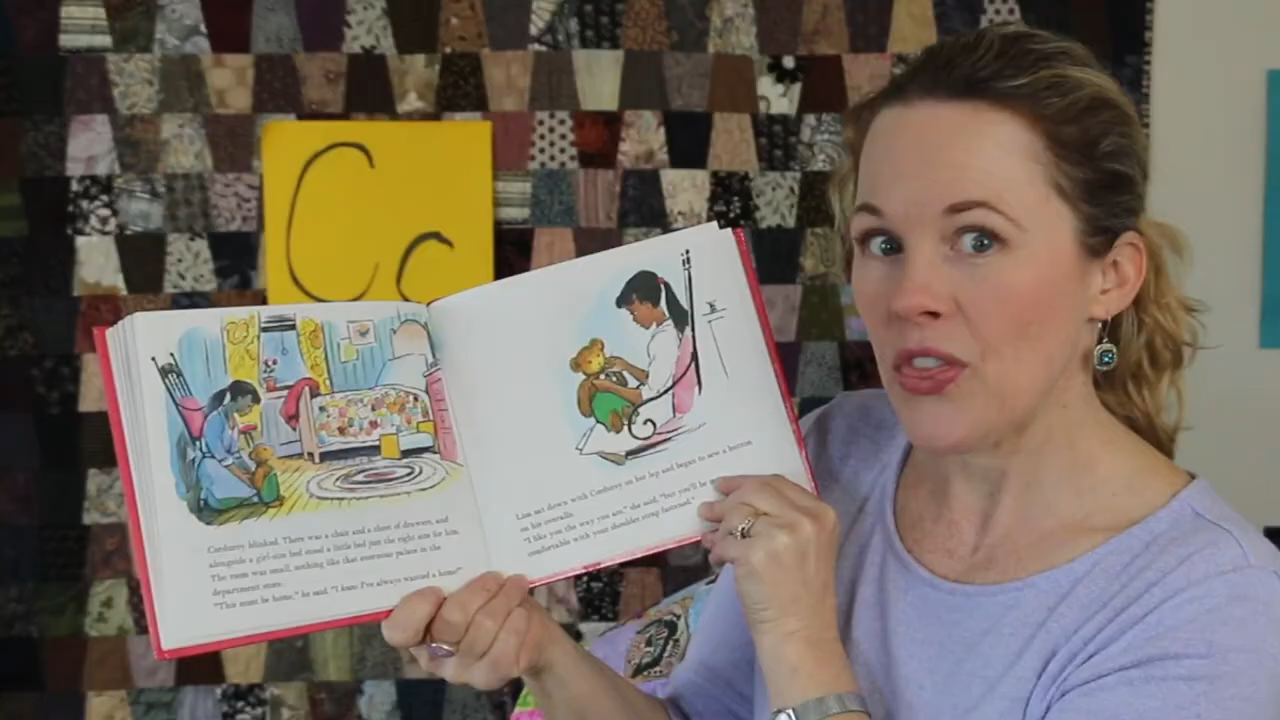 C c
Corduroy blinked. There was a chair and a chest of drawers, and
alongside a girl-size bed stood a little bed just the right size for him.
The room was small, nothing like that enormous palace in the
department store.
"This must be home," he said. "I know I've always wanted a home!"
Lisa sat down with Corduroy on her lap and began to sew a button
on his overalls.
"I like you the way you are," she said, "but you'll be
comfortable with your shoulder strap fastened."